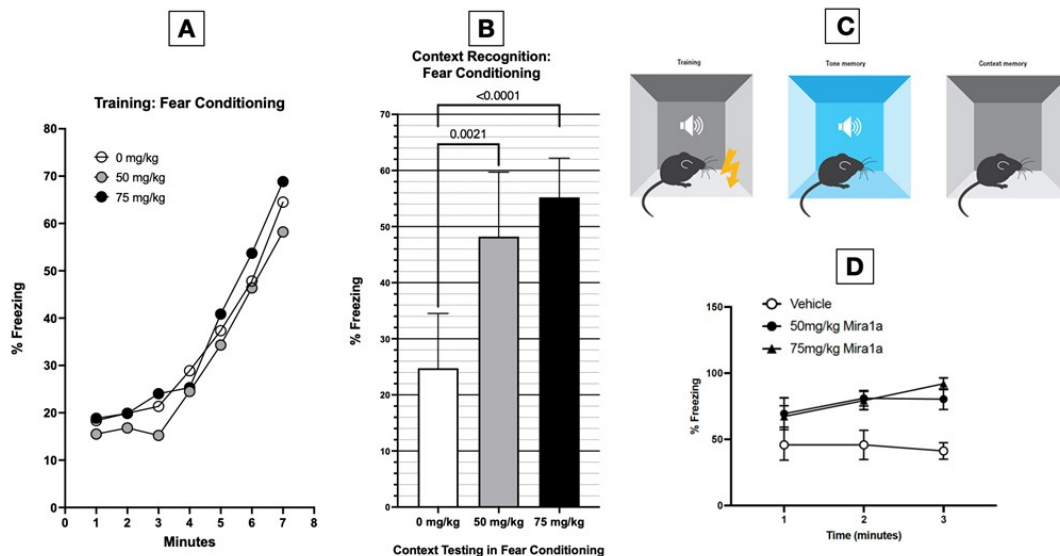 A
Training: Fear Conditioning
0 mg/kg
50 mg/kg
75 mg/kg
% Freezing
80
70
60
50
40
30
20
10
0
0 1 2 3 4 5 6 7 8
Minutes
B
Context Recognition:
Fear Conditioning
<0.0001
0.0021
% Freezing
70
60
50
40
30
20
10
0
0 mg/kg 50 mg/kg 75 mg/kg
Context Testing in Fear Conditioning
C
Training
Tone memory
Context memory
D
Vehicle
50mg/kg Mira1a
75mg/kg Mira1a
% Freezing
150
100
50
0
1 2 3
Time (minutes)